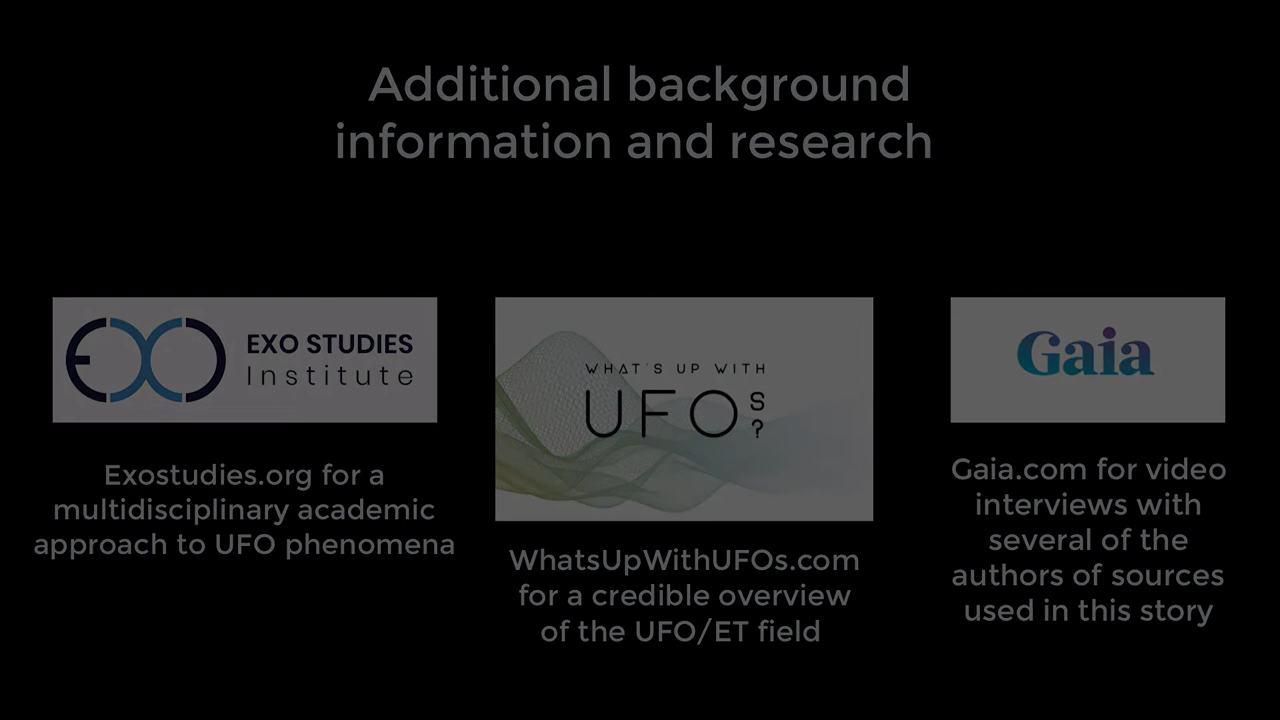 Additional background
information and research
EXO
EXO STUDIES
Institute
Exostudies.org for a
multidisciplinary academic
approach to UFO phenomena
WHAT'S UP WITH
UFOS?
WhatsUpWithUFOs.com
for a credible overview
of the UFO/ET field
Gaia
Gaia.com for video
interviews with
several of the
authors of sources
used in this story